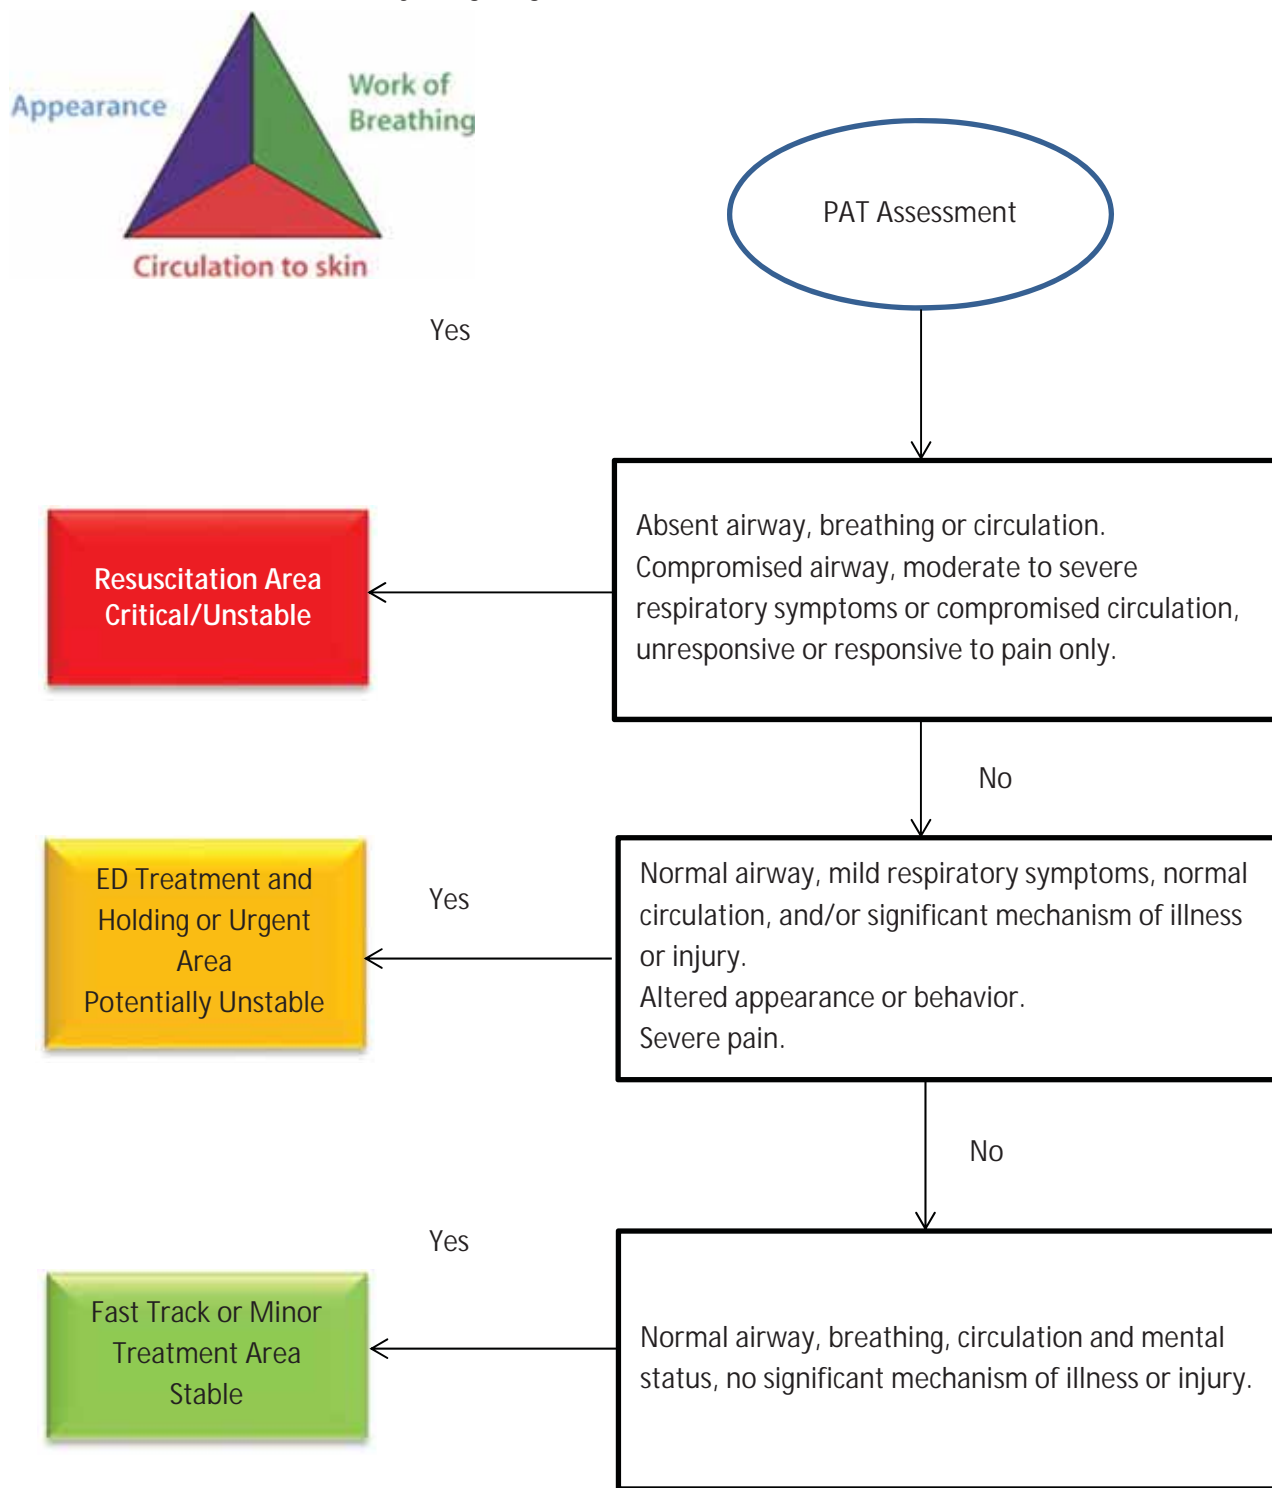 Appearance
Work of
Breathing
Circulation to skin
PAT Assessment
Yes
Resuscitation Area
Critical/Unstable
Absent airway, breathing or circulation.
Compromised airway, moderate to severe
respiratory symptoms or compromised circulation,
unresponsive or responsive to pain only.
No
ED Treatment and
Holding or Urgent
Area
Potentially Unstable
Yes
Normal airway, mild respiratory symptoms, normal
circulation, and/or significant mechanism of illness
or injury.
Altered appearance or behavior.
Severe pain.
No
Yes
Fast Track or Minor
Treatment Area
Stable
Normal airway, breathing, circulation and mental
status, no significant mechanism of illness or injury.